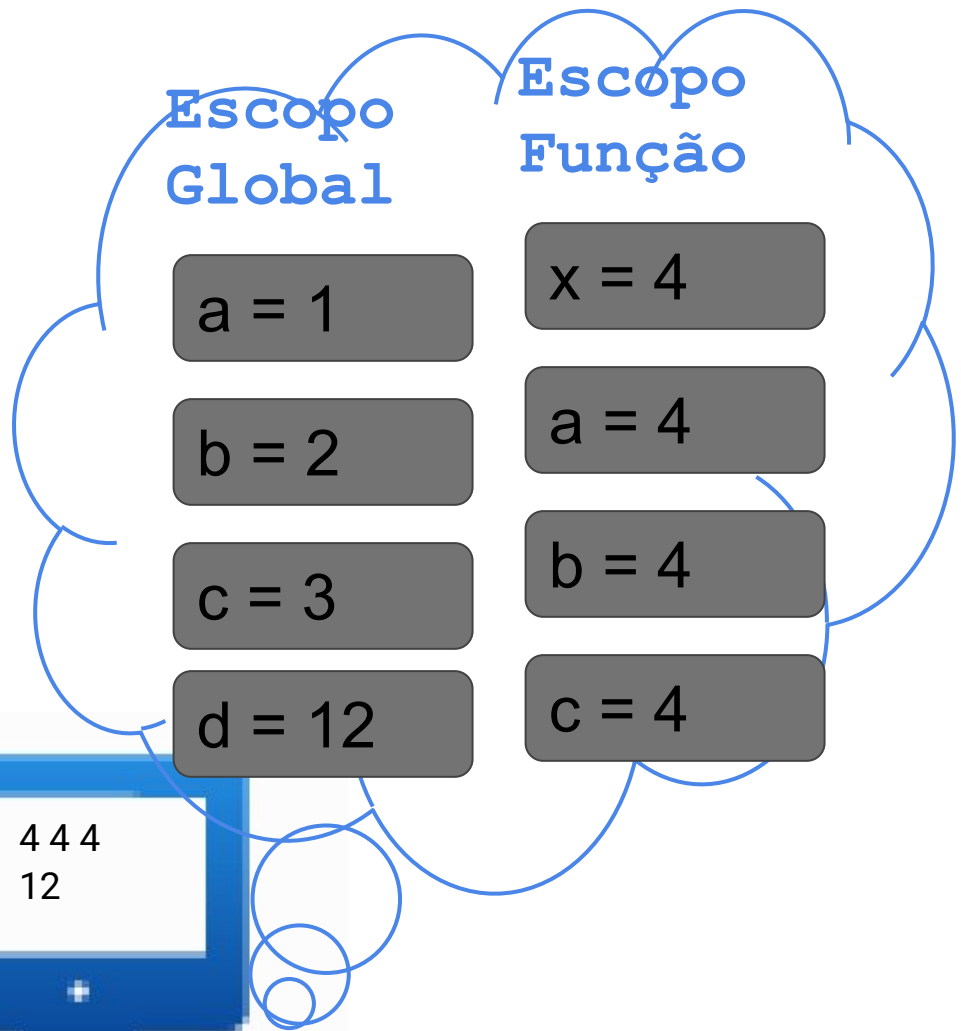 Escopo
Global
a = 1
b = 2
c = 3
d = 12
Escopo
Função
x = 4
a = 4
b = 4
c = 4
4 4 4
12